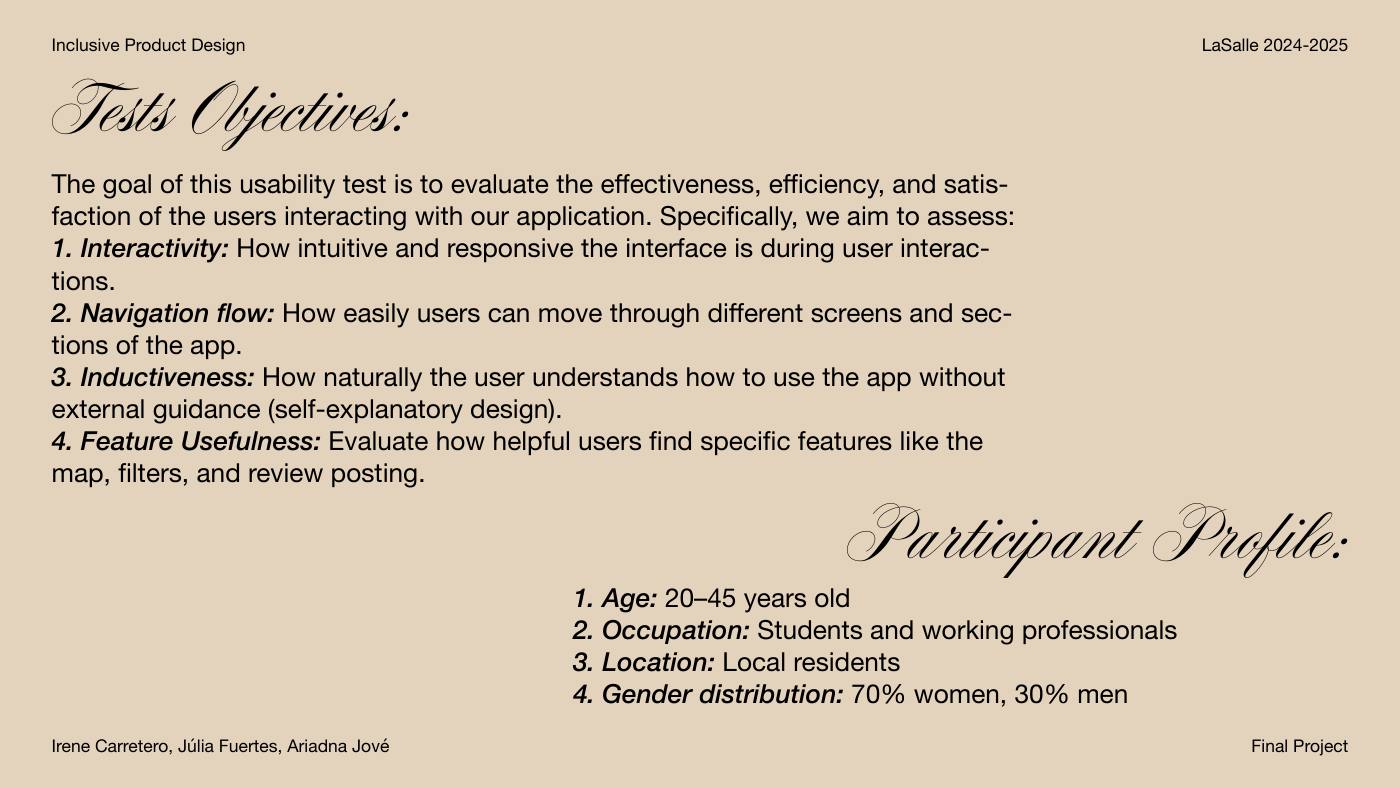 Inclusive Product Design
LaSalle 2024-2025
Tests Objectives:
The goal of this usability test is to evaluate the effectiveness, efficiency, and satis-
faction of the users interacting with our application. Specifically, we aim to assess:
1. Interactivity: How intuitive and responsive the interface is during user interac-
tions.
2. Navigation flow: How easily users can move through different screens and sec-
tions of the app.
3. Inductiveness: How naturally the user understands how to use the app without
external guidance (self-explanatory design).
4. Feature Usefulness: Evaluate how helpful users find specific features like the
map, filters, and review posting.
Participant Profile:
1. Age: 20–45 years old
2. Occupation: Students and working professionals
3. Location: Local residents
4. Gender distribution: 70% women, 30% men
Irene Carretero, Júlia Fuertes, Ariadna Jové
Final Project